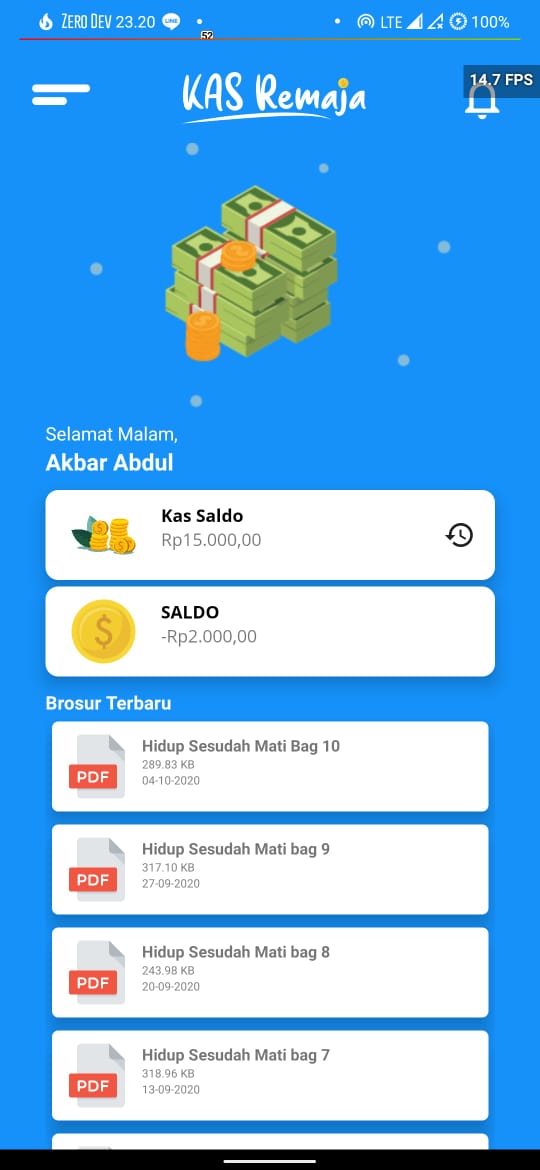 ZERO DEV 23.20 LINE LTE 100%
52
14.7 FPS
KAS Remaja
Selamat Malam,
Akbar Abdul
Kas Saldo
Rp15.000,00
SALDO
-Rp2.000,00
Brosur Terbaru
PDF
Hidup Sesudah Mati Bag 10
289.83 KB
04-10-2020
PDF
Hidup Sesudah Mati bag 9
317.10 KB
27-09-2020
PDF
Hidup Sesudah Mati bag 8
243.98 KB
20-09-2020
PDF
Hidup Sesudah Mati bag 7
318.96 KB
13-09-2020